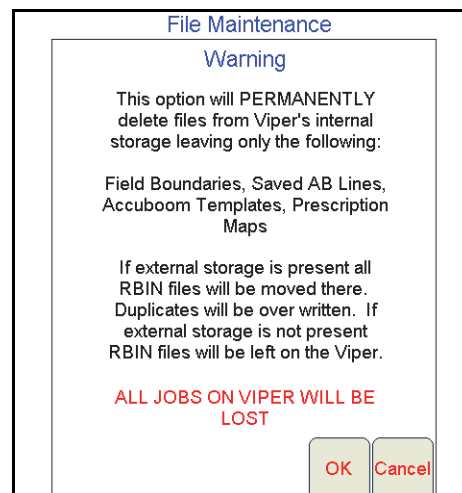 File Maintenance
Warning
This option will PERMANENTLY
delete files from Viper's internal
storage leaving only the following:
Field Boundaries, Saved AB Lines,
Accuboom Templates, Prescription
Maps
If external storage is present all
RBIN files will be moved there.
Duplicates will be over written.  If
external storage is not present
RBIN files will be left on the Viper.
ALL JOBS ON VIPER WILL BE
LOST
OK Cancel